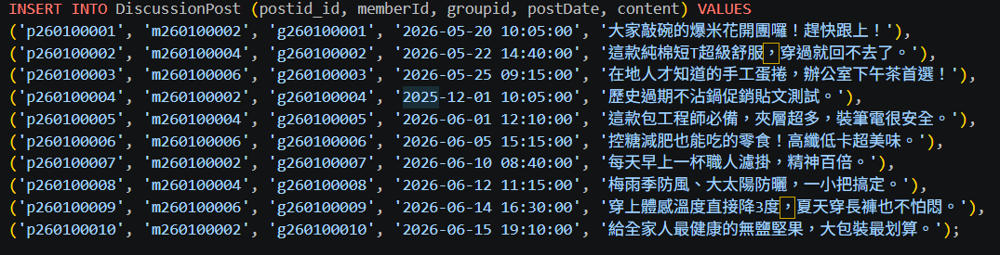 INSERT INTO DiscussionPost (postid_id, memberId, groupid, postDate, content) VALUES
('p260100001', 'm260100002', 'g260100001', '2026-05-20 10:05:00', '大家敲碗的爆米花開團囉！趕快跟上！'),
('p260100002', 'm260100004', 'g260100002', '2026-05-22 14:40:00', '這款純棉短T超級舒服，穿過就回不去了。'),
('p260100003', 'm260100006', 'g260100003', '2026-05-25 09:15:00', '在地人才知道的手工蛋捲，辦公室下午茶首選！'),
('p260100004', 'm260100002', 'g260100004', '2025-12-01 10:05:00', '歷史過期不沾鍋促銷貼文測試。'),
('p260100005', 'm260100004', 'g260100005', '2026-06-01 12:10:00', '這款包工程師必備，夾層超多，裝筆電很安全。'),
('p260100006', 'm260100006', 'g260100006', '2026-06-05 15:15:00', '控糖減肥也能吃的零食！高纖低卡超美味。'),
('p260100007', 'm260100002', 'g260100007', '2026-06-10 08:40:00', '每天早上一杯職人濾掛，精神百倍。'),
('p260100008', 'm260100004', 'g260100008', '2026-06-12 11:15:00', '梅雨季防風、大太陽防曬，一小把搞定。'),
('p260100009', 'm260100006', 'g260100009', '2026-06-14 16:30:00', '穿上體感溫度直接降3度，夏天穿長褲也不怕悶。'),
('p260100010', 'm260100002', 'g260100010', '2026-06-15 19:10:00', '給全家人最健康的無鹽堅果，大包裝最划算。');